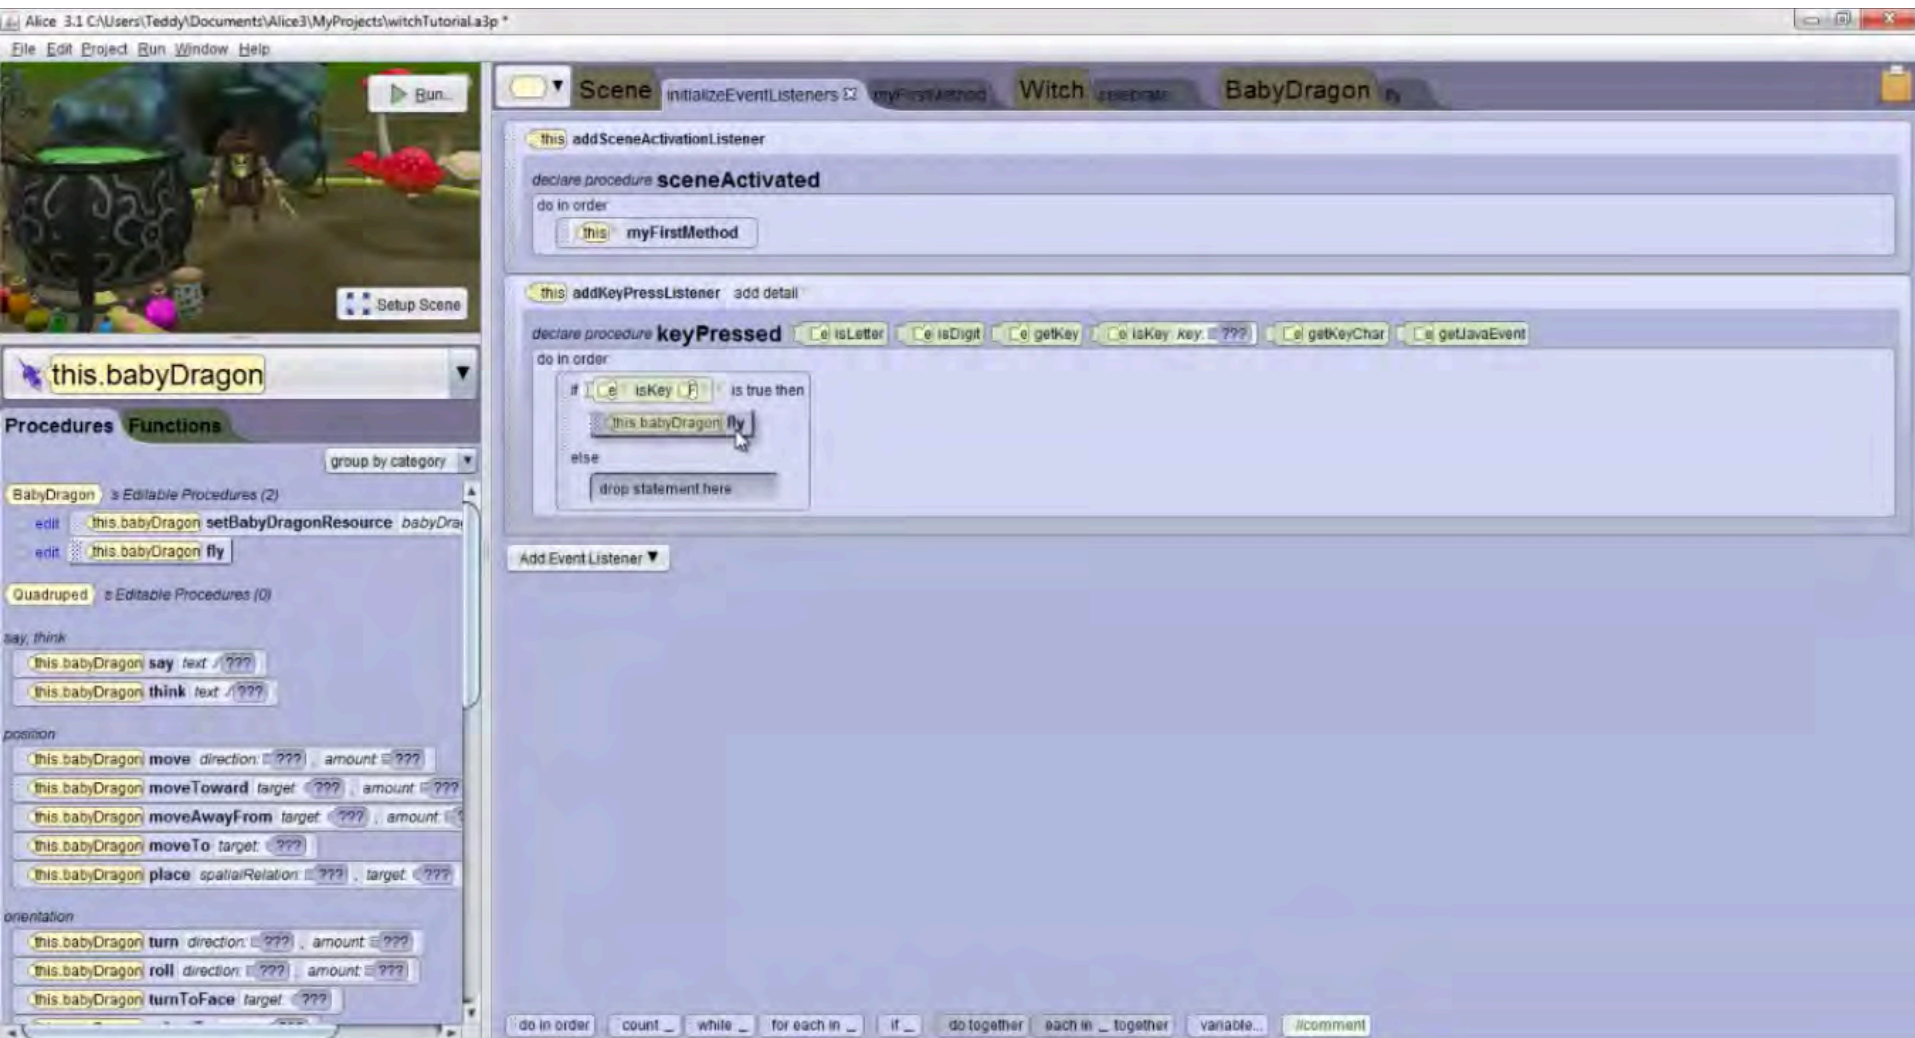 Alice 3.1 C:\Users\Teddy\Documents\Alice3\MyProjects\witchTutorial.a3p *
File Edit Project Run Window Help
Run...
Setup Scene
this.babyDragon
Procedures Functions
group by category
BabyDragon 's Editable Procedures (2)
edit this.babyDragon setBabyDragonResource babyDra
edit this.babyDragon fly
Quadruped 's Editable Procedures (0)
say, think
this.babyDragon say text: ???
this.babyDragon think text: ???
position
this.babyDragon move direction: ??? , amount: ???
this.babyDragon moveToward target: ??? , amount: ???
this.babyDragon moveAwayFrom target: ??? , amount:
this.babyDragon moveTo target: ???
this.babyDragon place spatialRelation: ??? , target: ???
orientation
this.babyDragon turn direction: ??? , amount: ???
this.babyDragon roll direction: ??? , amount: ???
this.babyDragon turnToFace target: ???
Scene initializeEventListeners myFirstMethod Witch celebrate BabyDragon fly
this addSceneActivationListener
declare procedure sceneActivated
do in order
this myFirstMethod
this addKeyPressListener add detail
declare procedure keyPressed e isLetter e isDigit e getKey e isKey key: ??? e getKeyChar e getJavaEvent
do in order
if e isKey F is true then
this.babyDragon fly
else
drop statement here
Add Event Listener
do in order count _ while _ for each in _ if _ do together each in _ together variable... //comment